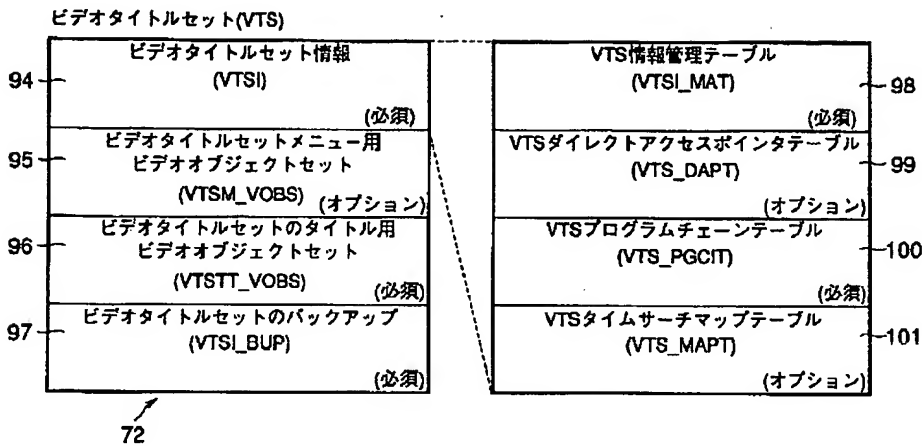 ビデオタイトルセット(VTS)
94
ビデオタイトルセット情報
(VTSI)
(必須)
95
ビデオタイトルセットメニュー用
ビデオオブジェクトセット
(VTSM_VOBS)
(オプション)
96
ビデオタイトルセットのタイトル用
ビデオオブジェクトセット
(VTSTT_VOBS)
(必須)
97
ビデオタイトルセットのバックアップ
(VTSI_BUP)
(必須)
72
VTS情報管理テーブル
(VTSI_MAT)
(必須)
98
VTSダイレクトアクセスポインタテーブル
(VTS_DAPT)
(オプション)
99
VTSプログラムチェーンテーブル
(VTS_PGCIT)
(必須)
100
VTSタイムサーチマップテーブル
(VTS_MAPT)
(オプション)
101